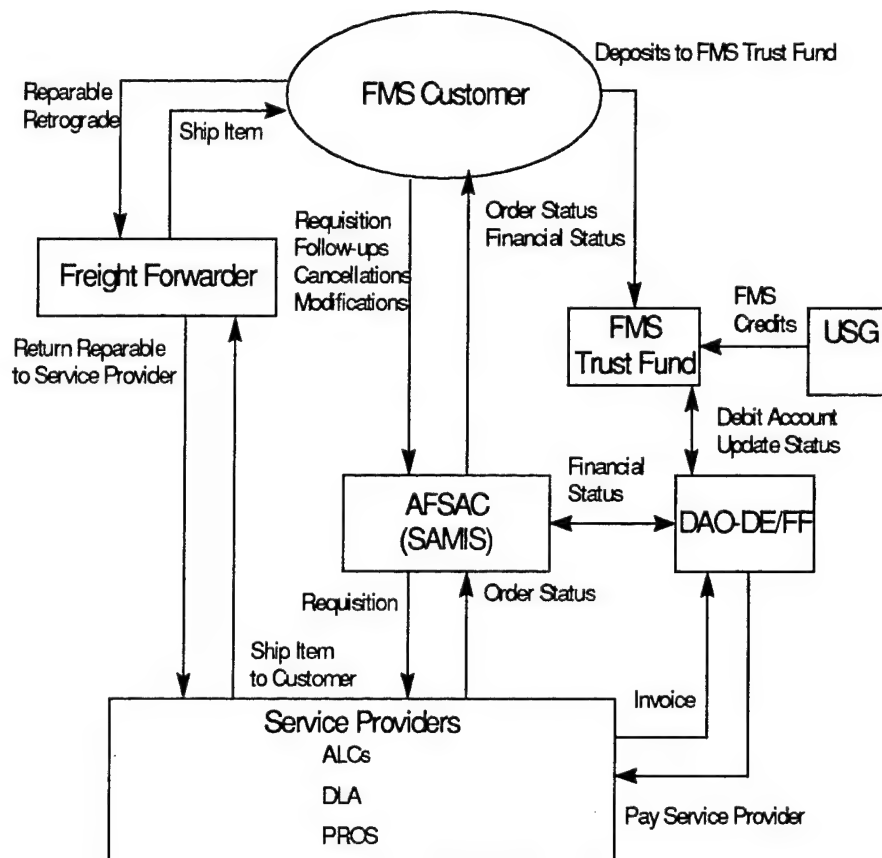 Deposits to FMS Trust Fund
FMS Customer
Reparable
Retrograde
Ship Item
Requisition
Follow-ups
Cancellations
Modifications
Order Status
Financial Status
Freight Forwarder
FMS
Trust Fund
FMS
Credits
USG
Return Reparable
to Service Provider
Debit Account
Update Status
Financial
Status
AFSAC
(SAMIS)
DAO-DE/FF
Requisition
Order Status
Ship Item
to Customer
Invoice
Service Providers
ALCs
DLA
PROS
Pay Service Provider